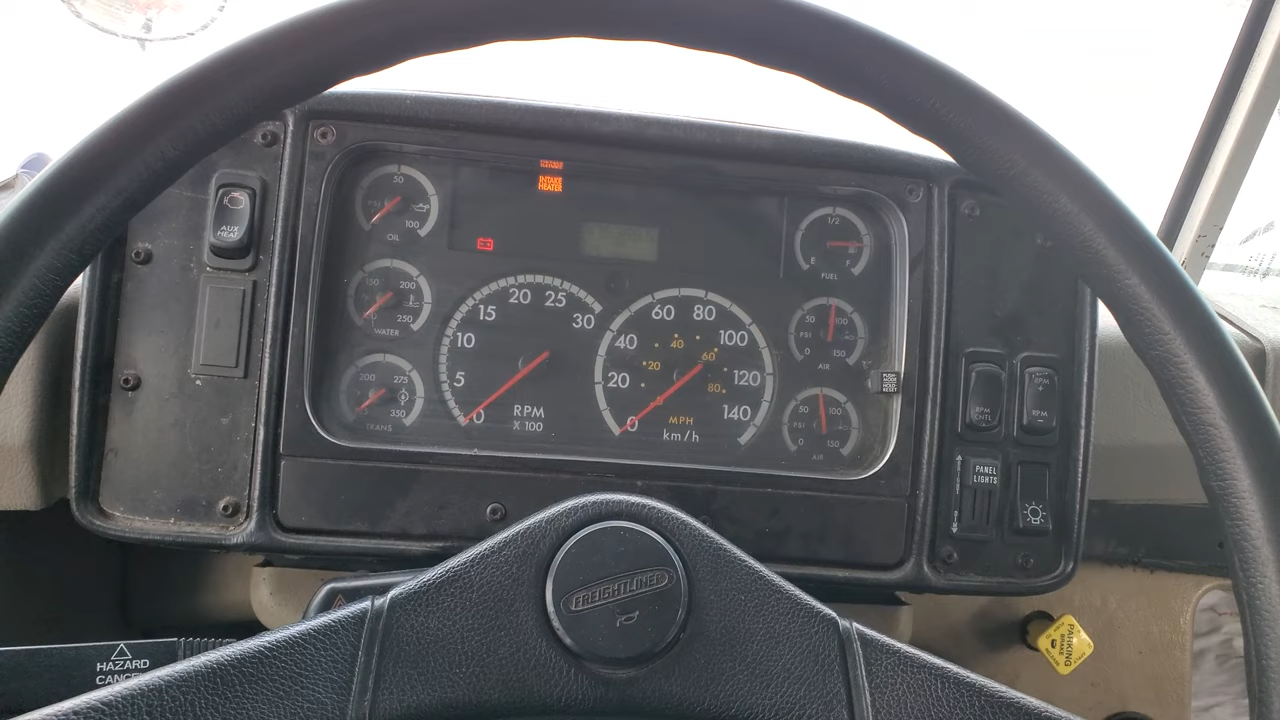 AUX
HEAT
50
PSI
100
OIL
INTAKE
HEATER
150
200
250
WATER
200
275
350
TRANS
0
5
10
15
20
25
30
RPM
X 100
0
20
40
60
80
100
120
140
20
40
60
80
MPH
km/h
1/2
E
F
FUEL
50
100
PSI
0
150
AIR
50
100
PSI
0
150
AIR
PUSH-
MODE
HOLD-
RESET
RPM
CNTL
RPM
+
RPM
–
PANEL
LIGHTS
FREIGHTLINER
HAZARD
CANCEL
PARKING
BRAKE